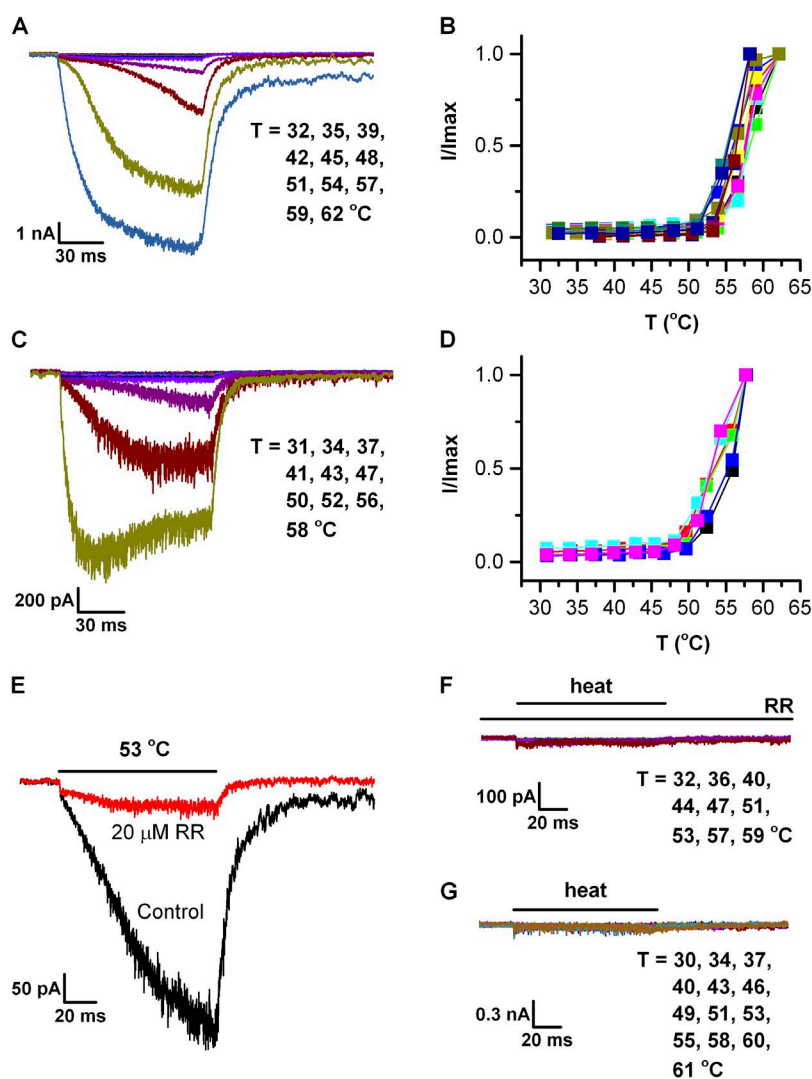 A
T = 32, 35, 39,
42, 45, 48,
51, 54, 57,
59, 62 °C
1 nA
30 ms
B
I/Imax
1.0
0.5
0.0
30 35 40 45 50 55 60 65
T (°C)
C
T = 31, 34, 37,
41, 43, 47,
50, 52, 56,
58 °C
200 pA
30 ms
D
I/Imax
1.0
0.5
0.0
30 35 40 45 50 55 60 65
T (°C)
E
53 °C
20 μM RR
Control
50 pA
20 ms
F
heat
RR
100 pA
20 ms
T = 32, 36, 40,
44, 47, 51,
53, 57, 59 °C
G
heat
0.3 nA
20 ms
T = 30, 34, 37,
40, 43, 46,
49, 51, 53,
55, 58, 60,
61 °C